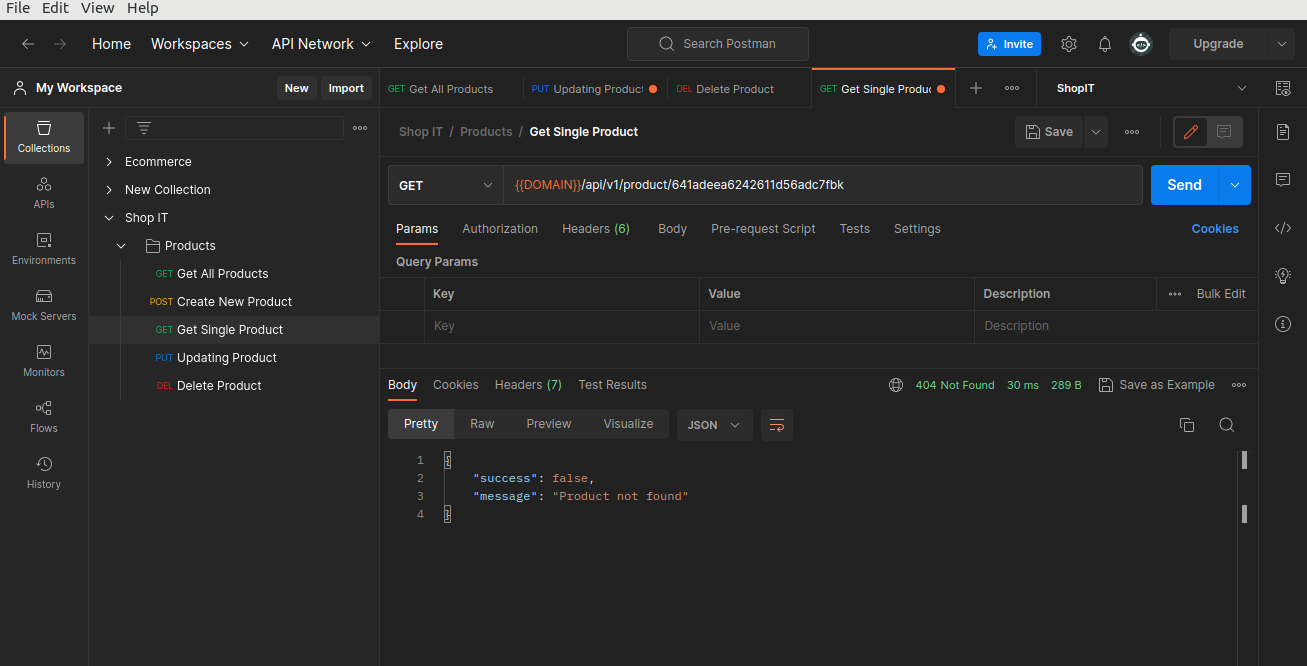 File Edit View Help
Home Workspaces API Network Explore Search Postman Invite Upgrade
My Workspace New Import
GET Get All Products PUT Updating Product DEL Delete Product GET Get Single Produc ShopIT
Collections
APIs
Environments
Mock Servers
Monitors
Flows
History
Ecommerce
New Collection
Shop IT
Products
GET Get All Products
POST Create New Product
GET Get Single Product
PUT Updating Product
DEL Delete Product
Shop IT / Products / Get Single Product Save
GET {{DOMAIN}}/api/v1/product/641adeea6242611d56adc7fbk Send
Params Authorization Headers (6) Body Pre-request Script Tests Settings Cookies
Query Params
Key Value Description Bulk Edit
Key Value Description
Body Cookies Headers (7) Test Results 404 Not Found 30 ms 289 B Save as Example
Pretty Raw Preview Visualize JSON
1 {
2 "success": false,
3 "message": "Product not found"
4 }